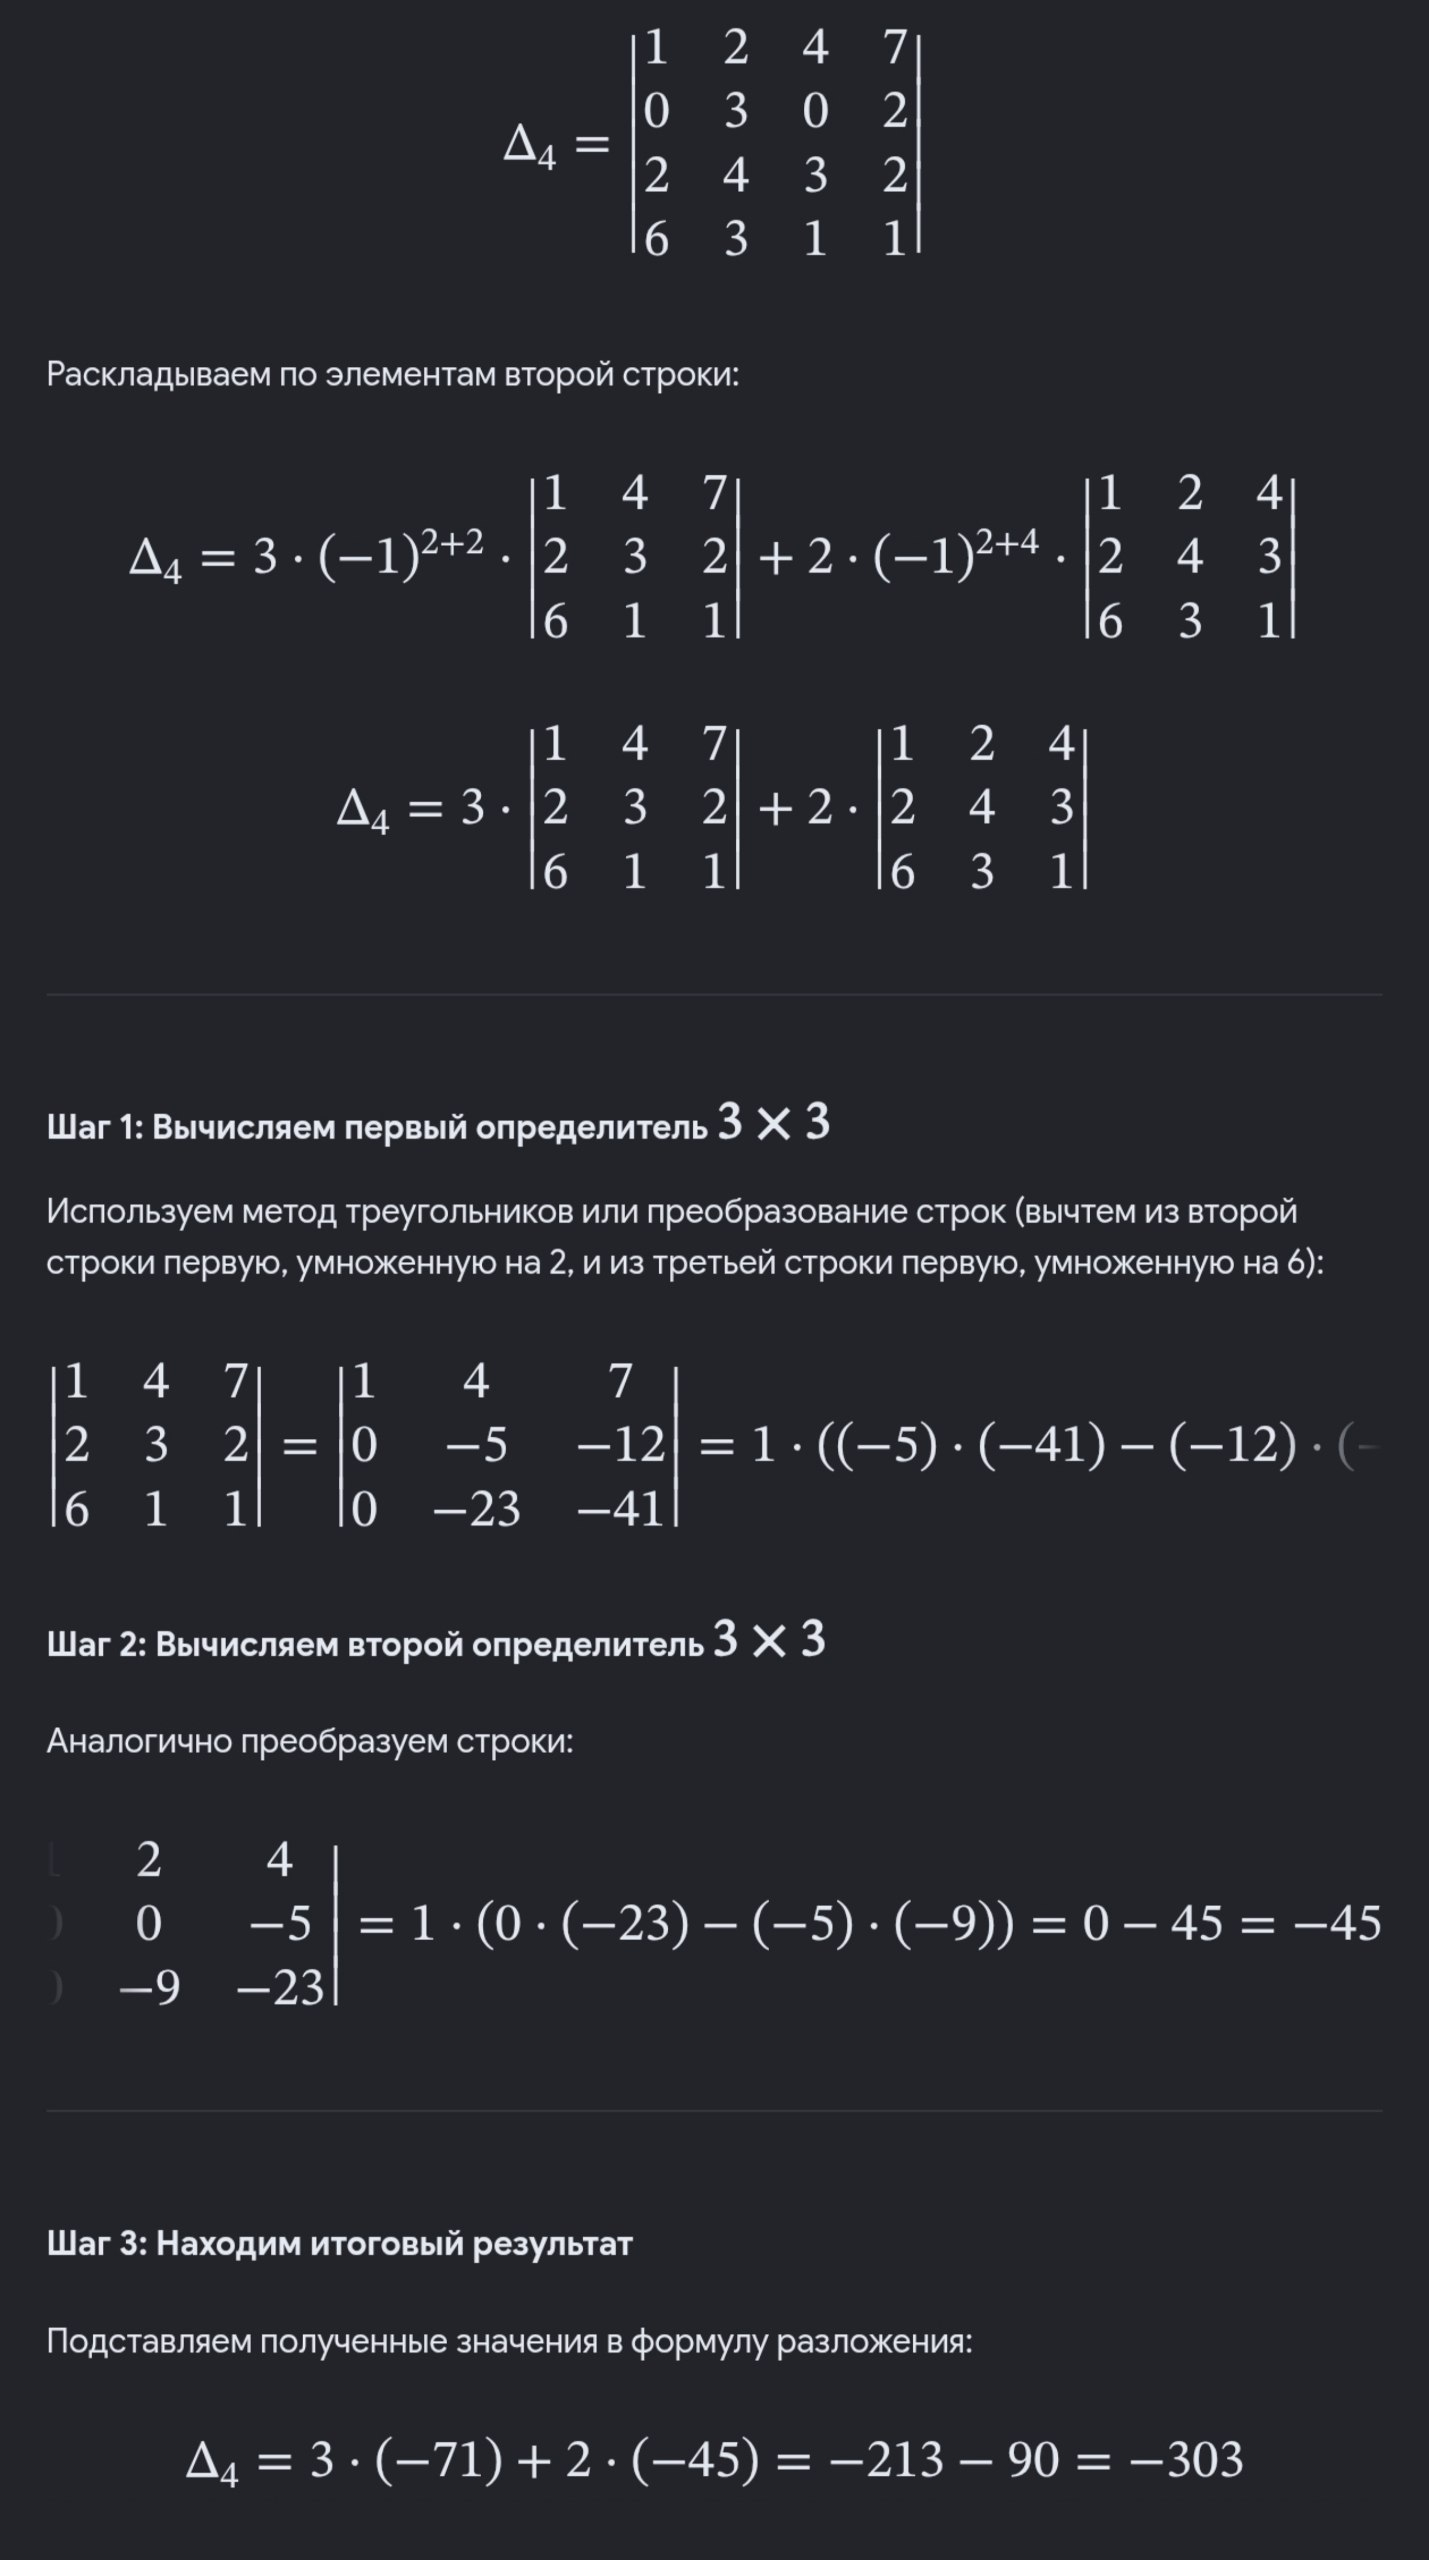 Δ₄ = |1 2 4 7|
|0 3 0 2|
|2 4 3 2|
|6 3 1 1|
Раскладываем по элементам второй строки:
Δ₄ = 3 · (−1)²⁺² · |1 4 7; 2 3 2; 6 1 1| + 2 · (−1)²⁺⁴ · |1 2 4; 2 4 3; 6 3 1|
Δ₄ = 3 · |1 4 7; 2 3 2; 6 1 1| + 2 · |1 2 4; 2 4 3; 6 3 1|
Шаг 1: Вычисляем первый определитель 3 × 3
Используем метод треугольников или преобразование строк (вычтем из второй
строки первую, умноженную на 2, и из третьей строки первую, умноженную на 6):
|1 4 7; 2 3 2; 6 1 1| = |1 4 7; 0 −5 −12; 0 −23 −41| = 1 · ((−5) · (−41) − (−12) · (−
Шаг 2: Вычисляем второй определитель 3 × 3
Аналогично преобразуем строки:
2 4; 0 −5; −9 −23| = 1 · (0 · (−23) − (−5) · (−9)) = 0 − 45 = −45
Шаг 3: Находим итоговый результат
Подставляем полученные значения в формулу разложения:
Δ₄ = 3 · (−71) + 2 · (−45) = −213 − 90 = −303